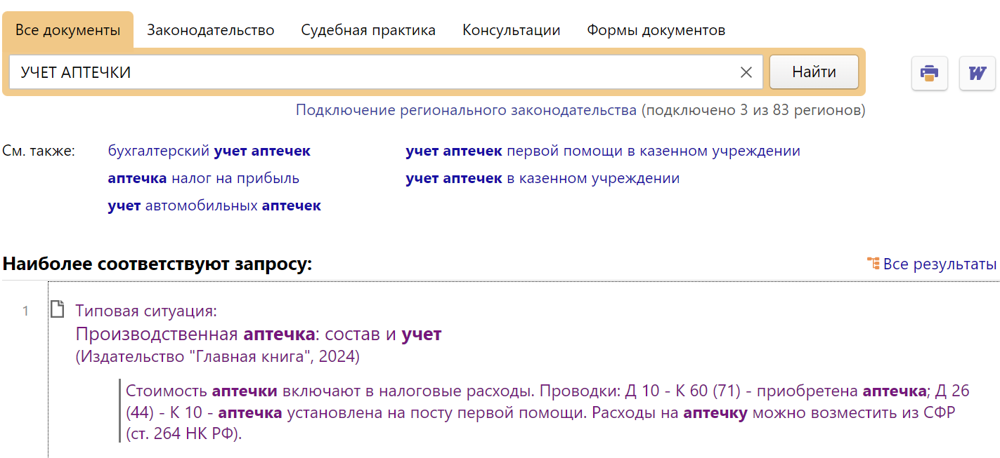 Все документы Законодательство Судебная практика Консультации Формы документов
УЧЕТ АПТЕЧКИ Найти
Подключение регионального законодательства (подключено 3 из 83 регионов)
См. также: бухгалтерский учет аптечек учет аптечек первой помощи в казенном учреждении
аптечка налог на прибыль учет аптечек в казенном учреждении
учет автомобильных аптечек
Наиболее соответствуют запросу: Все результаты
1 Типовая ситуация:
Производственная аптечка: состав и учет
(Издательство "Главная книга", 2024)
Стоимость аптечки включают в налоговые расходы. Проводки: Д 10 - К 60 (71) - приобретена аптечка; Д 26
(44) - К 10 - аптечка установлена на посту первой помощи. Расходы на аптечку можно возместить из СФР
(ст. 264 НК РФ).